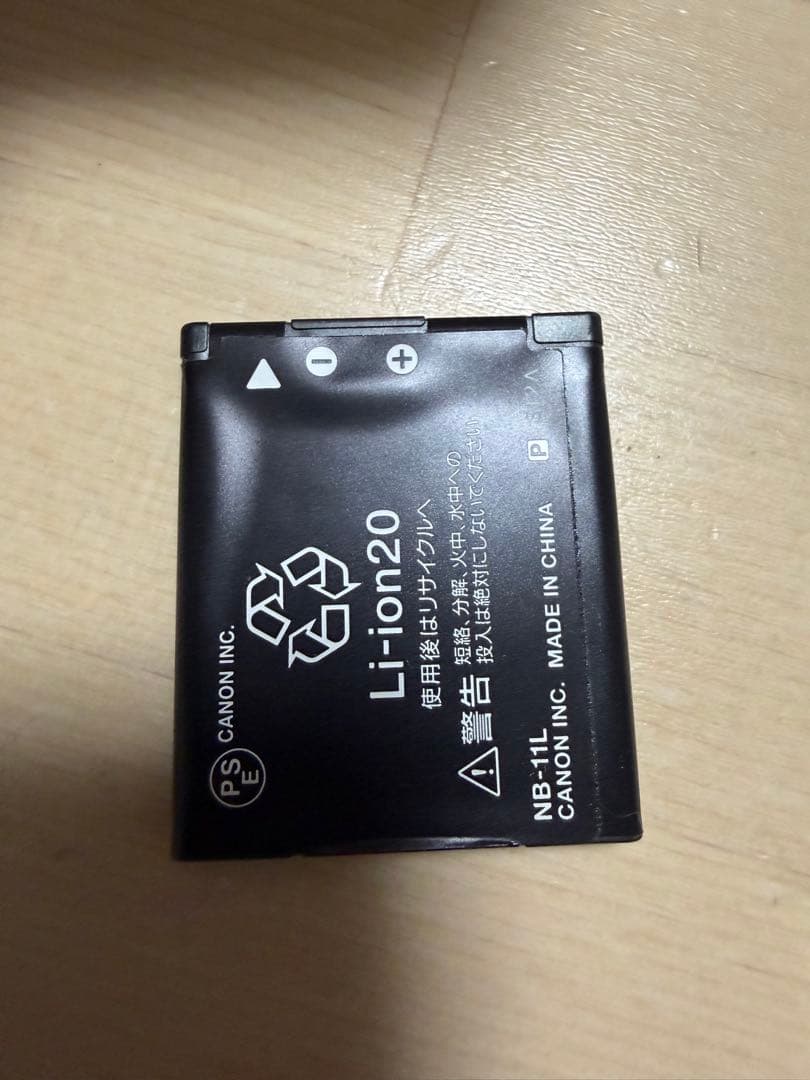 PSE CANON INC.
Li-ion20
使用後はリサイクルへ
警告 短絡、分解、火中、水中への
投入は絶対にしないでください
NB-11L
CANON INC. MADE IN CHINA
P